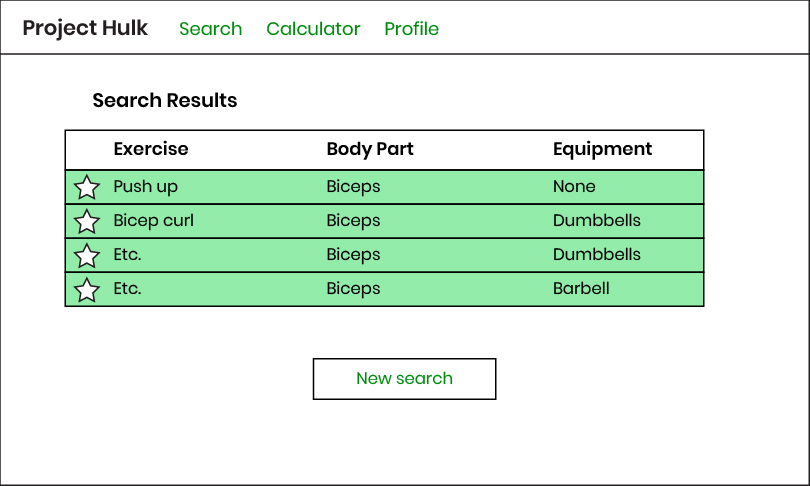 Project Hulk Search Calculator Profile
Search Results
Exercise Body Part Equipment
Push up Biceps None
Bicep curl Biceps Dumbbells
Etc. Biceps Dumbbells
Etc. Biceps Barbell
New search